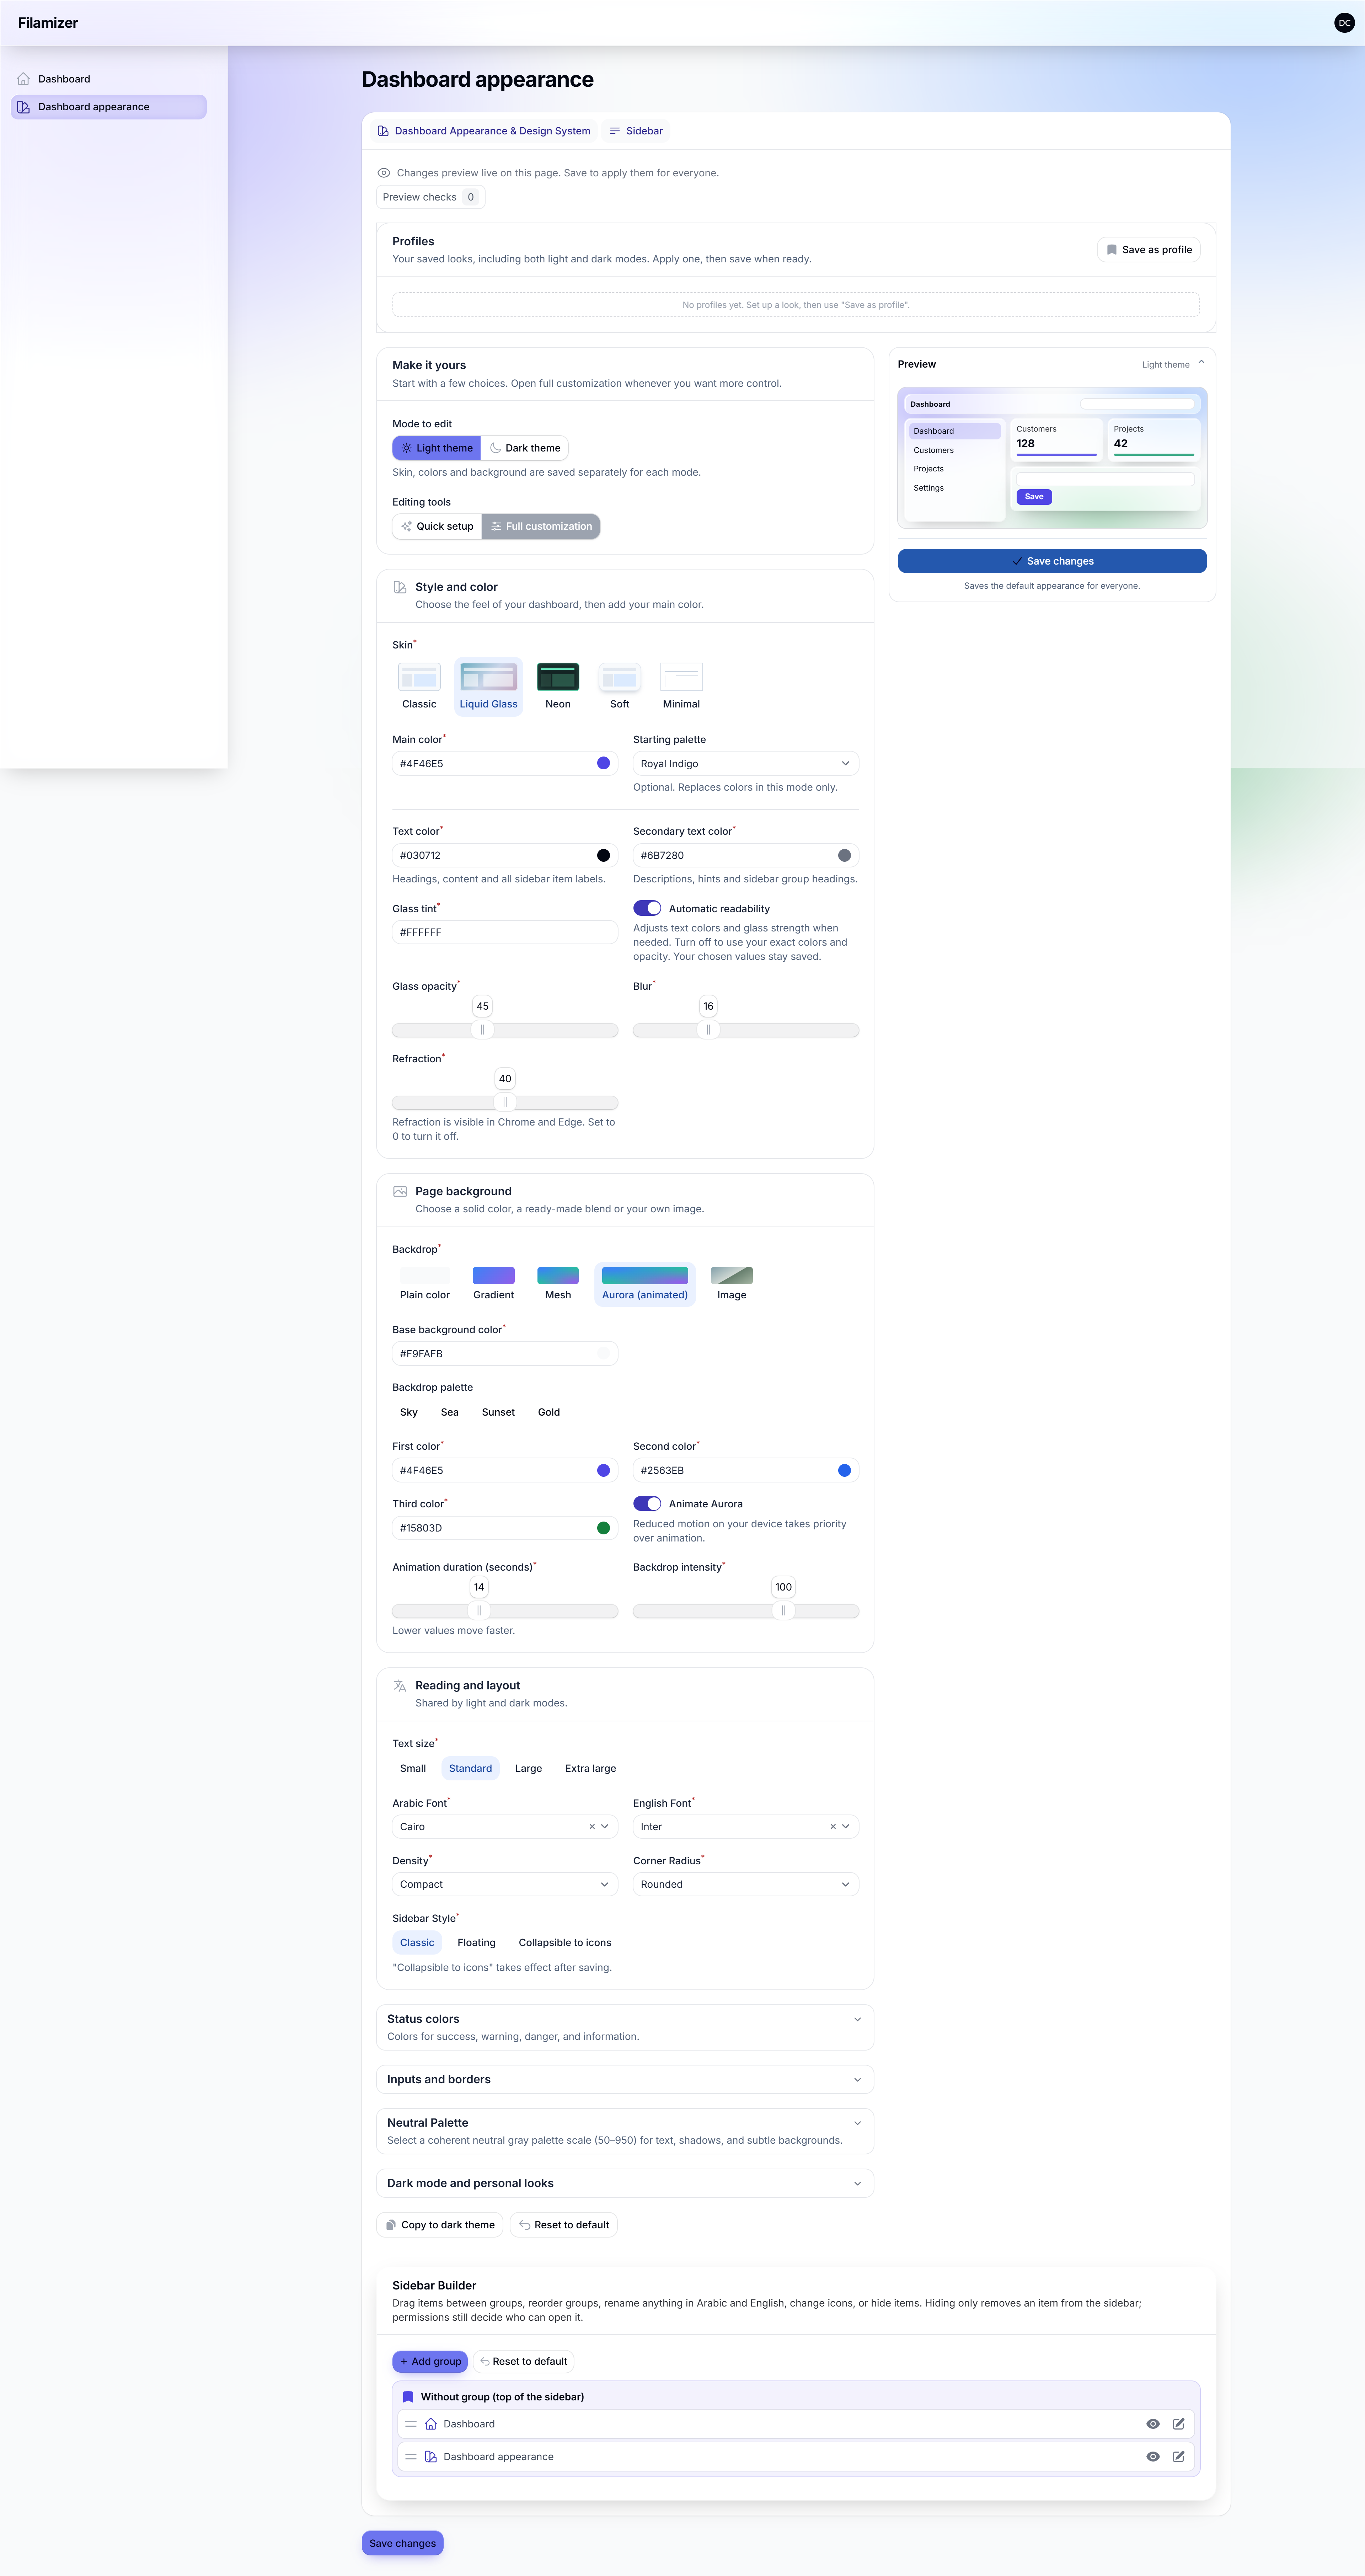 Filamizer
DC
Dashboard
Dashboard appearance
Dashboard appearance
Dashboard Appearance & Design System
Sidebar
Changes preview live on this page. Save to apply them for everyone.
Preview checks 0
Profiles
Your saved looks, including both light and dark modes. Apply one, then save when ready.
Save as profile
No profiles yet. Set up a look, then use "Save as profile".
Make it yours
Start with a few choices. Open full customization whenever you want more control.
Mode to edit
Light theme
Dark theme
Skin, colors and background are saved separately for each mode.
Editing tools
Quick setup
Full customization
Preview
Light theme
Dashboard
Dashboard
Customers
Projects
Settings
Customers
128
Projects
42
Save
Save changes
Saves the default appearance for everyone.
Style and color
Choose the feel of your dashboard, then add your main color.
Skin*
Classic
Liquid Glass
Neon
Soft
Minimal
Main color*
#4F46E5
Starting palette
Royal Indigo
Optional. Replaces colors in this mode only.
Text color*
#030712
Headings, content and all sidebar item labels.
Secondary text color*
#6B7280
Descriptions, hints and sidebar group headings.
Glass tint*
#FFFFFF
Automatic readability
Adjusts text colors and glass strength when
needed. Turn off to use your exact colors and
opacity. Your chosen values stay saved.
Glass opacity*
45
Blur*
16
Refraction*
40
Refraction is visible in Chrome and Edge. Set to
0 to turn it off.
Page background
Choose a solid color, a ready-made blend or your own image.
Backdrop*
Plain color
Gradient
Mesh
Aurora (animated)
Image
Base background color*
#F9FAFB
Backdrop palette
Sky
Sea
Sunset
Gold
First color*
#4F46E5
Second color*
#2563EB
Third color*
#15803D
Animate Aurora
Reduced motion on your device takes priority
over animation.
Animation duration (seconds)*
14
Lower values move faster.
Backdrop intensity*
100
Reading and layout
Shared by light and dark modes.
Text size*
Small
Standard
Large
Extra large
Arabic Font*
Cairo
English Font*
Inter
Density*
Compact
Corner Radius*
Rounded
Sidebar Style*
Classic
Floating
Collapsible to icons
"Collapsible to icons" takes effect after saving.
Status colors
Colors for success, warning, danger, and information.
Inputs and borders
Neutral Palette
Select a coherent neutral gray palette scale (50–950) for text, shadows, and subtle backgrounds.
Dark mode and personal looks
Copy to dark theme
Reset to default
Sidebar Builder
Drag items between groups, reorder groups, rename anything in Arabic and English, change icons, or hide items. Hiding only removes an item from the sidebar;
permissions still decide who can open it.
+ Add group
Reset to default
Without group (top of the sidebar)
Dashboard
Dashboard appearance
Save changes